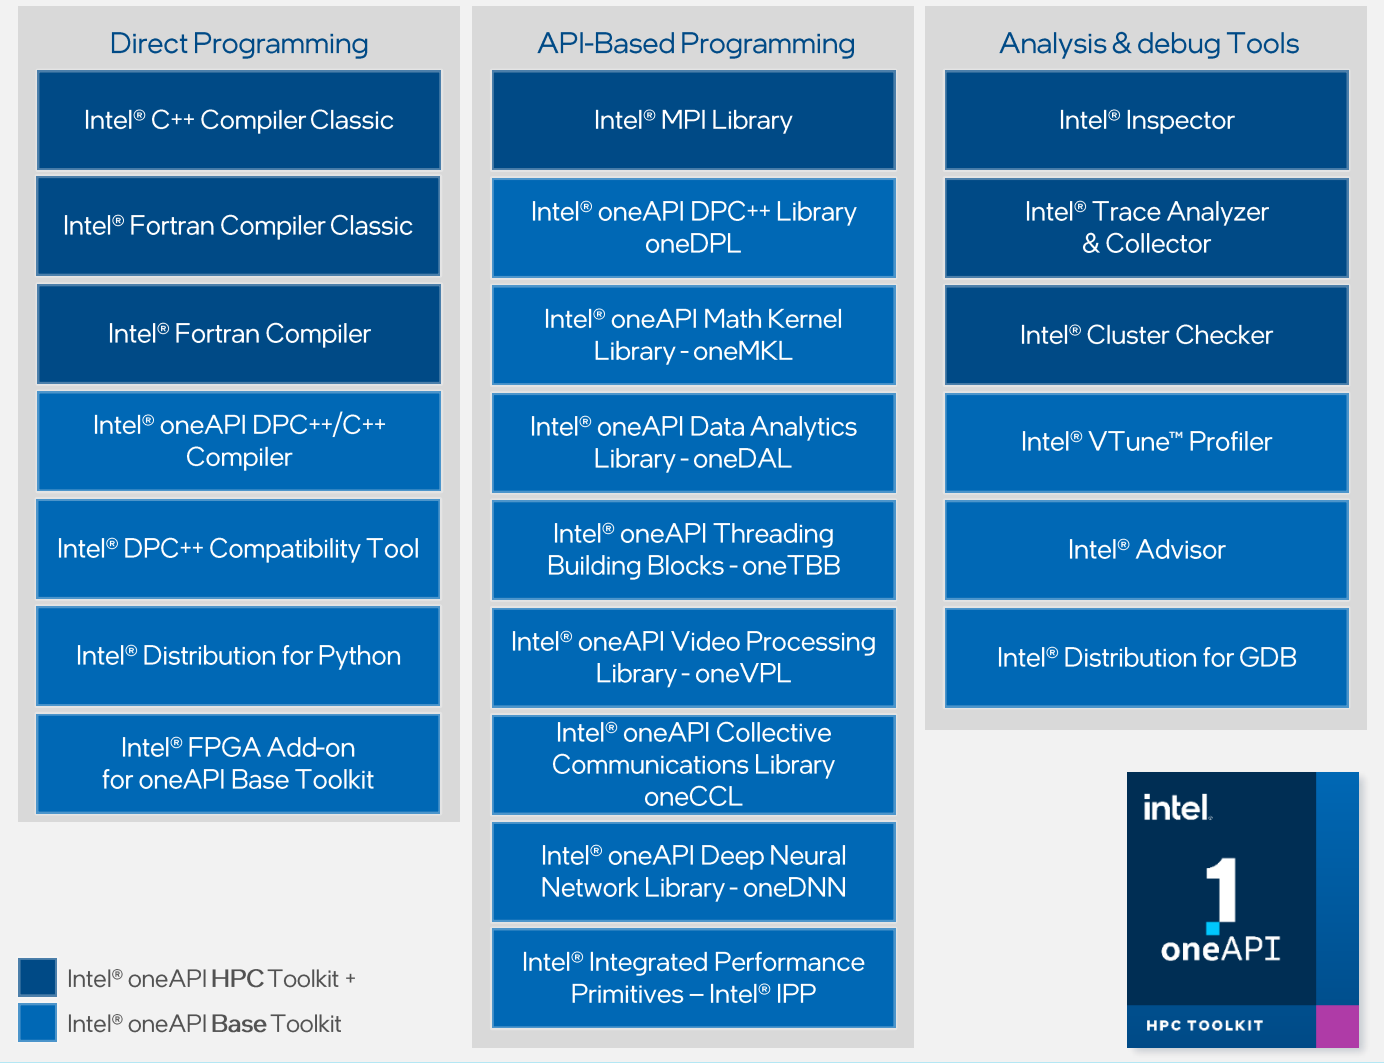 Direct Programming
Intel® C++ Compiler Classic
Intel® Fortran Compiler Classic
Intel® Fortran Compiler
Intel® oneAPI DPC++/C++
Compiler
Intel® DPC++ Compatibility Tool
Intel® Distribution for Python
Intel® FPGA Add-on
for oneAPI Base Toolkit
API-Based Programming
Intel® MPI Library
Intel® oneAPI DPC++ Library
oneDPL
Intel® oneAPI Math Kernel
Library - oneMKL
Intel® oneAPI Data Analytics
Library - oneDAL
Intel® oneAPI Threading
Building Blocks - oneTBB
Intel® oneAPI Video Processing
Library - oneVPL
Intel® oneAPI Collective
Communications Library
oneCCL
Intel® oneAPI Deep Neural
Network Library - oneDNN
Intel® Integrated Performance
Primitives – Intel® IPP
Analysis & debug Tools
Intel® Inspector
Intel® Trace Analyzer
& Collector
Intel® Cluster Checker
Intel® VTune™ Profiler
Intel® Advisor
Intel® Distribution for GDB
Intel® oneAPI HPC Toolkit +
Intel® oneAPI Base Toolkit
intel.
1
oneAPI
HPC TOOLKIT